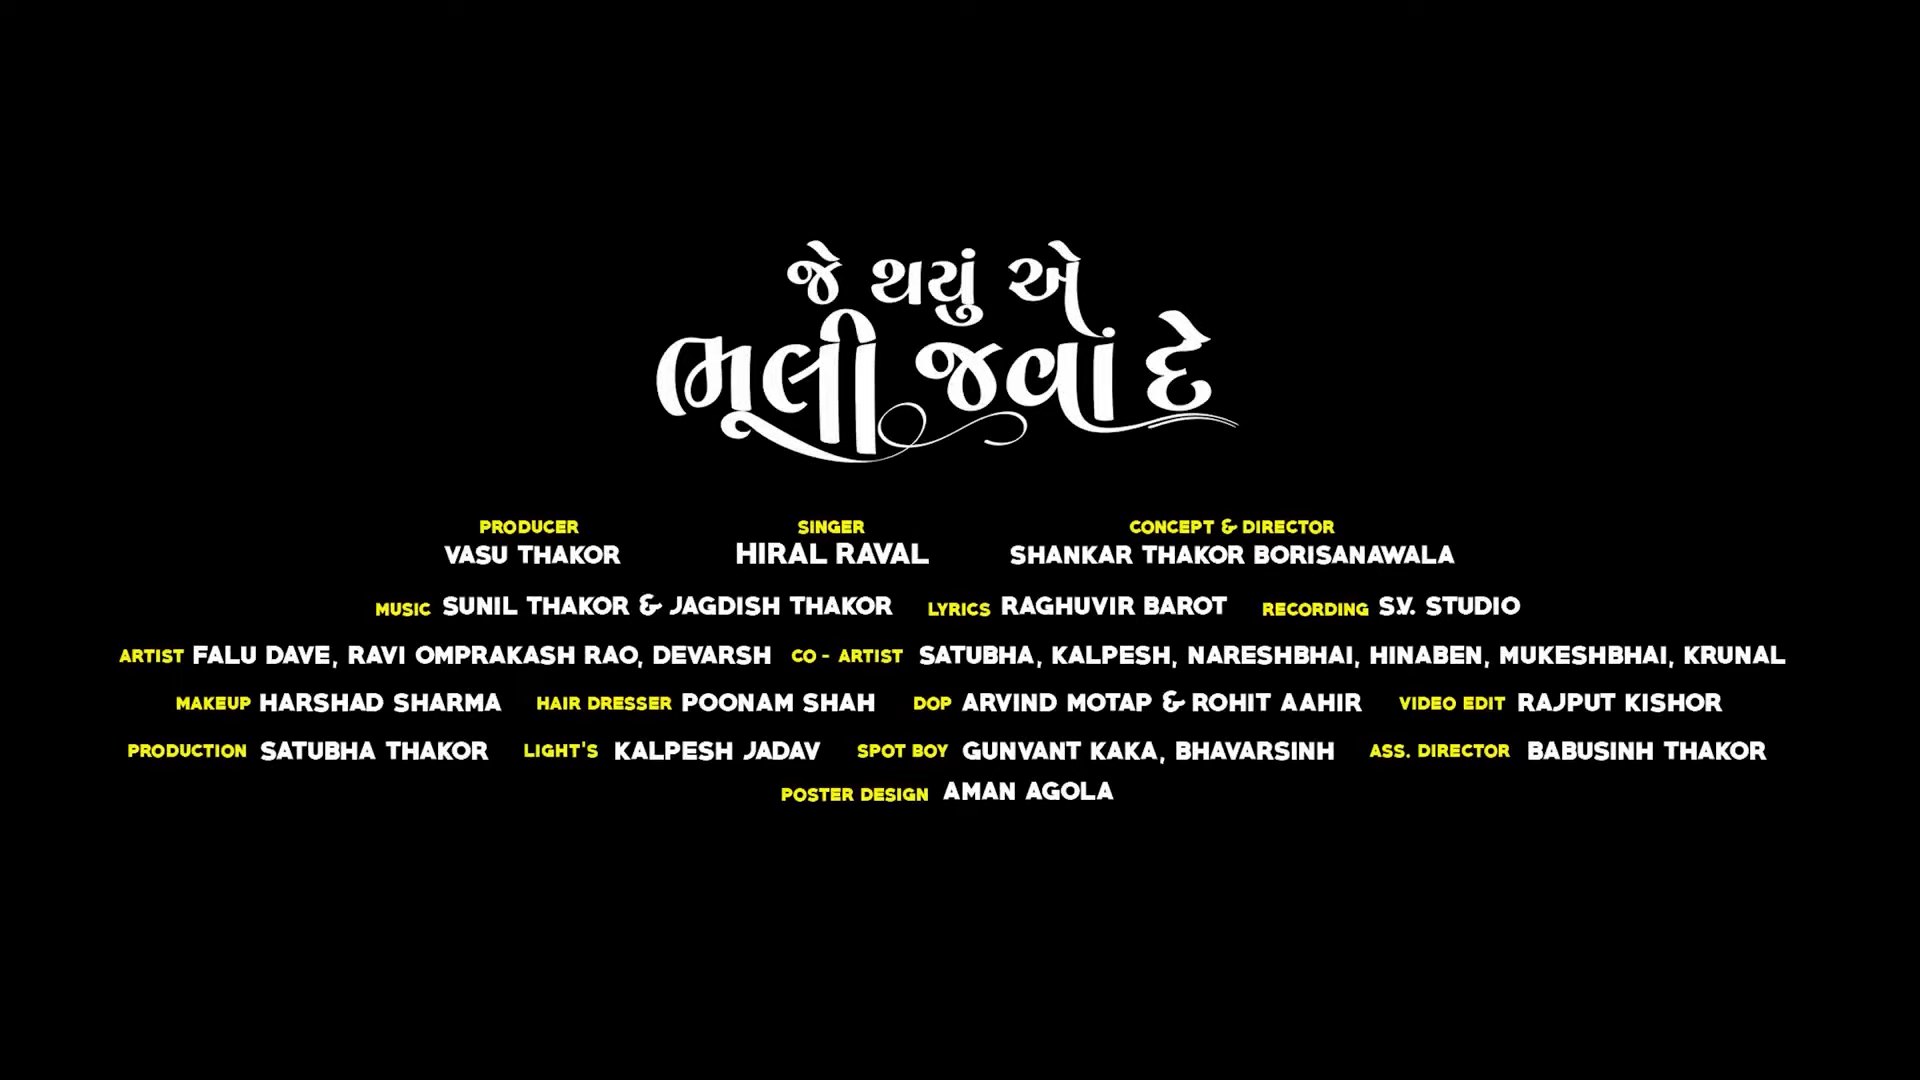 જે થયું એ
ભૂલી જવાં દે
PRODUCER SINGER CONCEPT & DIRECTOR
VASU THAKOR HIRAL RAVAL SHANKAR THAKOR BORISANAWALA
MUSIC SUNIL THAKOR & JAGDISH THAKOR LYRICS RAGHUVIR BAROT RECORDING S.V. STUDIO
ARTIST FALU DAVE, RAVI OMPRAKASH RAO, DEVARSH CO - ARTIST SATUBHA, KALPESH, NARESHBHAI, HINABEN, MUKESHBHAI, KRUNAL
MAKEUP HARSHAD SHARMA HAIR DRESSER POONAM SHAH DOP ARVIND MOTAP & ROHIT AAHIR VIDEO EDIT RAJPUT KISHOR
PRODUCTION SATUBHA THAKOR LIGHT'S KALPESH JADAV SPOT BOY GUNVANT KAKA, BHAVARSINH ASS. DIRECTOR BABUSINH THAKOR
POSTER DESIGN AMAN AGOLA